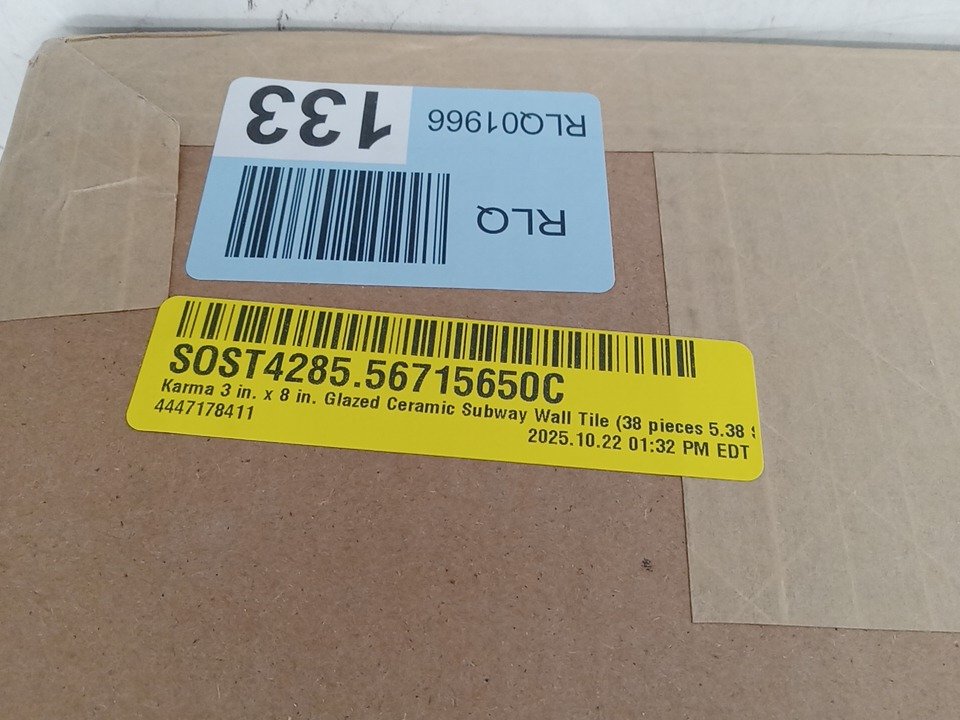 133
RLQ01966
RLQ
SOST4285.56715650C
Karma 3 in. x 8 in. Glazed Ceramic Subway Wall Tile (38 pieces 5.38
4447178411
2025.10.22 01:32 PM EDT